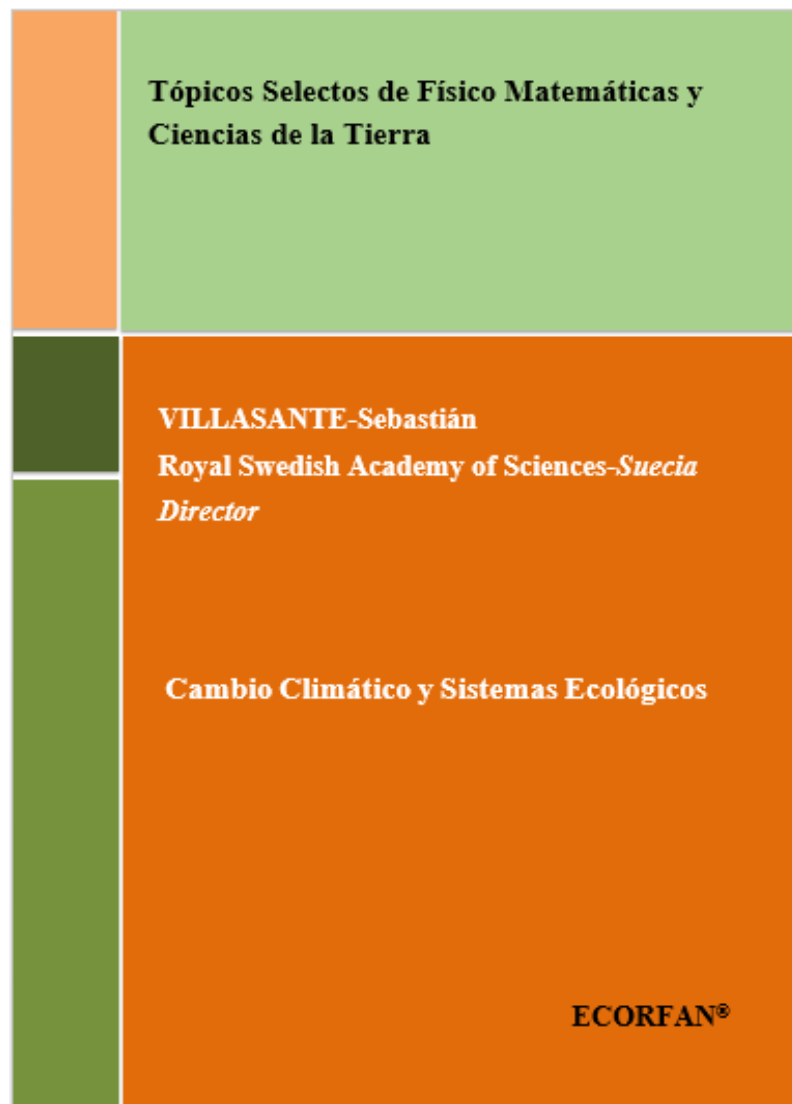 Tópicos Selectos de Físico Matemáticas y
Ciencias de la Tierra
VILLASANTE-Sebastián
Royal Swedish Academy of Sciences-Suecia
Director
Cambio Climático y Sistemas Ecológicos
ECORFAN®